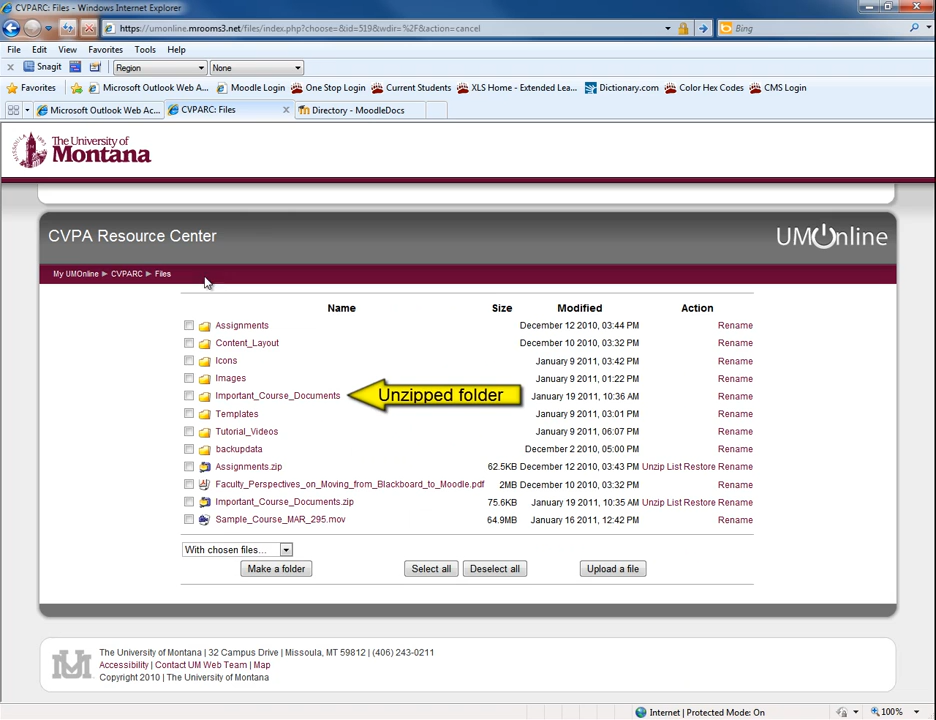 CVPARC: Files - Windows Internet Explorer
https://umonline.mrooms3.net/files/index.php?choose=&id=519&wdir=%2F&action=cancel
Bing
File Edit View Favorites Tools Help
Snagit Region None
Favorites Microsoft Outlook Web A... Moodle Login One Stop Login Current Students XLS Home - Extended Lea... Dictionary.com Color Hex Codes CMS Login
Microsoft Outlook Web Ac... CVPARC: Files Directory - MoodleDocs
The University of
Montana
CVPA Resource Center
UMOnline
My UMOnline ► CVPARC ► Files
Name Size Modified Action
Assignments December 12 2010, 03:44 PM Rename
Content_Layout December 10 2010, 03:32 PM Rename
Icons January 9 2011, 03:42 PM Rename
Images January 9 2011, 01:22 PM Rename
Important_Course_Documents January 19 2011, 10:36 AM Rename
Unzipped folder
Templates January 9 2011, 03:01 PM Rename
Tutorial_Videos January 9 2011, 06:07 PM Rename
backupdata December 2 2010, 05:00 PM Rename
Assignments.zip 62.5KB December 12 2010, 03:43 PM Unzip List Restore Rename
Faculty_Perspectives_on_Moving_from_Blackboard_to_Moodle.pdf 2MB December 10 2010, 03:32 PM Rename
Important_Course_Documents.zip 75.6KB January 19 2011, 10:35 AM Unzip List Restore Rename
Sample_Course_MAR_295.mov 64.9MB January 16 2011, 12:42 PM Rename
With chosen files...
Make a folder Select all Deselect all Upload a file
The University of Montana | 32 Campus Drive | Missoula, MT 59812 | (406) 243-0211
Accessibility | Contact UM Web Team | Map
Copyright 2010 | The University of Montana
Internet | Protected Mode: On 100%